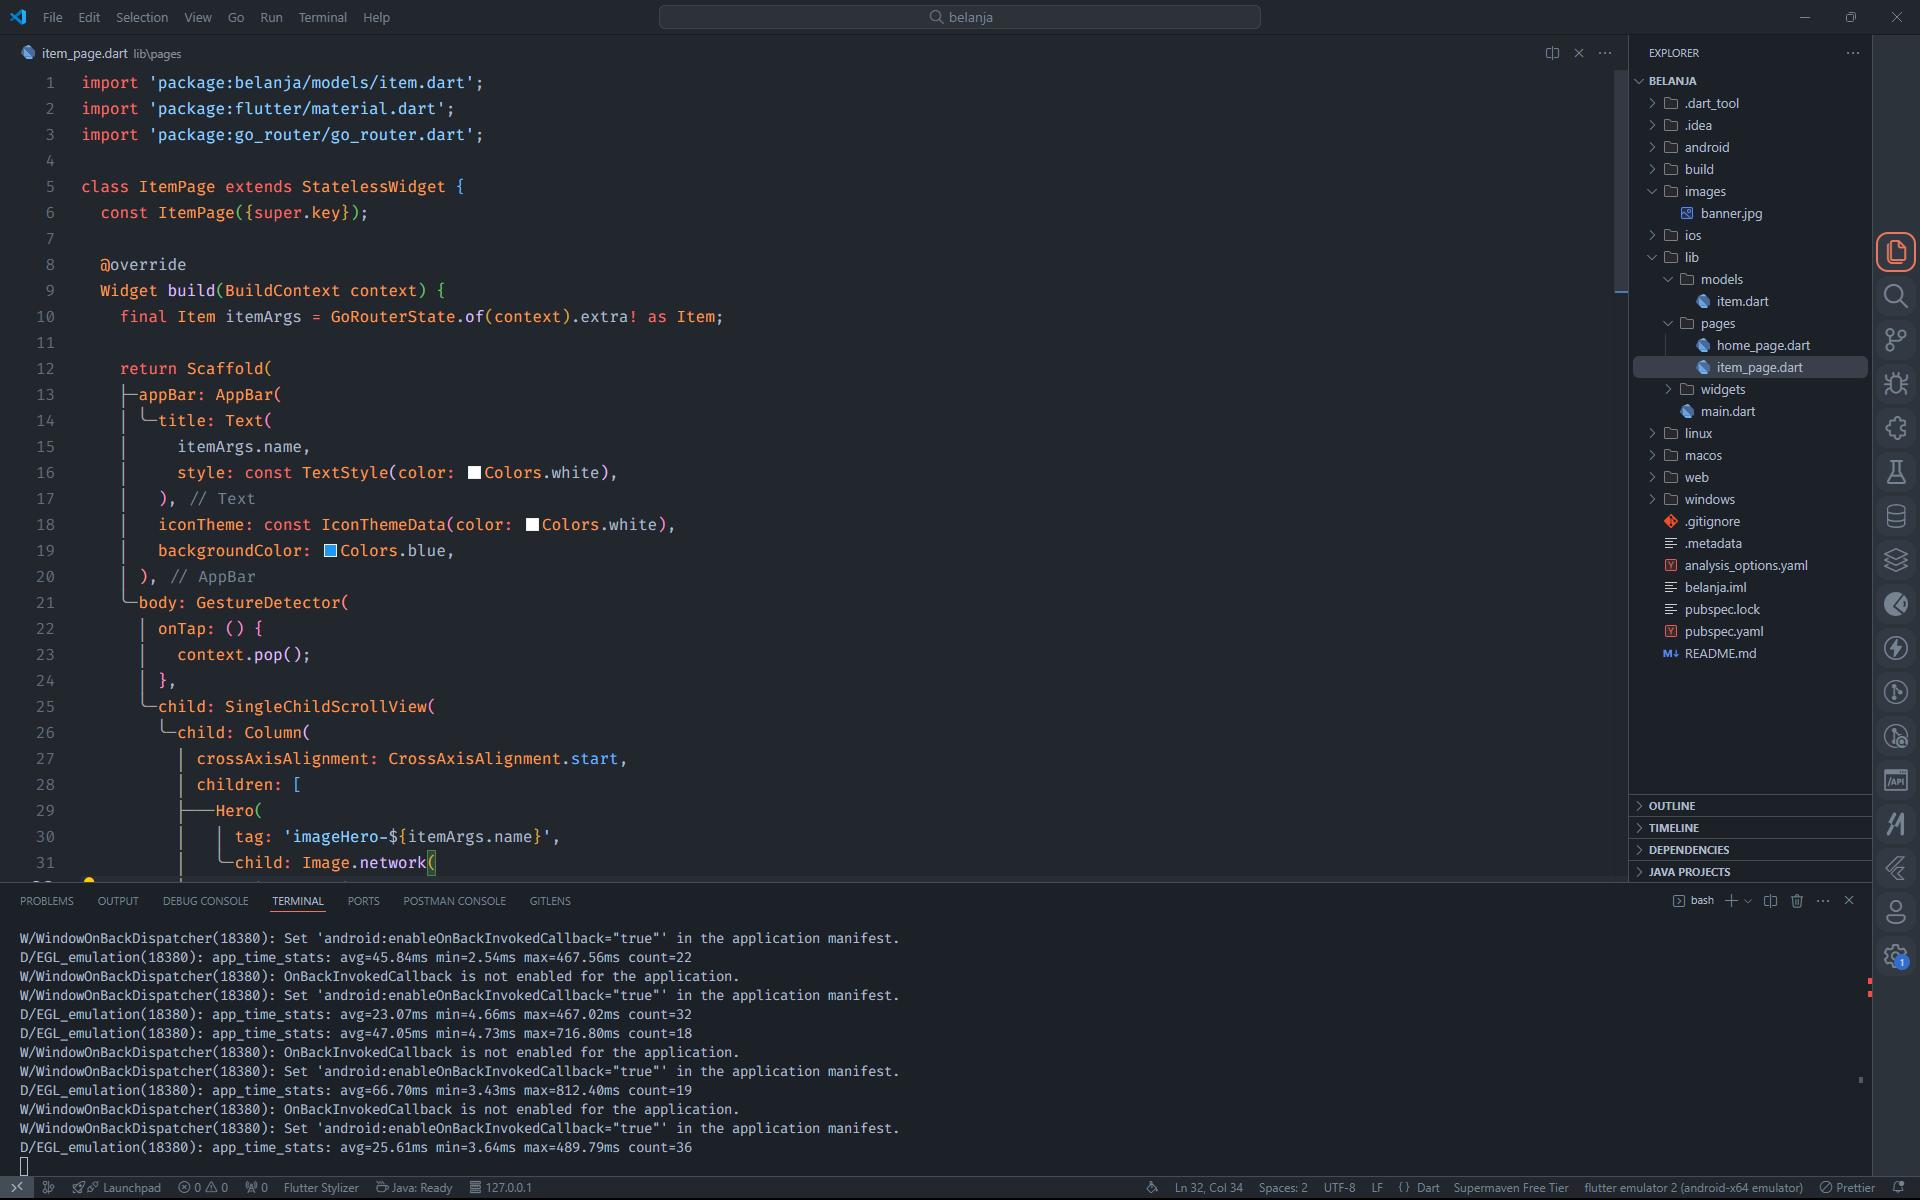 File Edit Selection View Go Run Terminal Help
belanja
item_page.dart lib\pages
1 import 'package:belanja/models/item.dart';
2 import 'package:flutter/material.dart';
3 import 'package:go_router/go_router.dart';
4
5 class ItemPage extends StatelessWidget {
6 const ItemPage({super.key});
7
8 @override
9 Widget build(BuildContext context) {
10 final Item itemArgs = GoRouterState.of(context).extra! as Item;
11
12 return Scaffold(
13 appBar: AppBar(
14 title: Text(
15 itemArgs.name,
16 style: const TextStyle(color: Colors.white),
17 ), // Text
18 iconTheme: const IconThemeData(color: Colors.white),
19 backgroundColor: Colors.blue,
20 ), // AppBar
21 body: GestureDetector(
22 onTap: () {
23 context.pop();
24 },
25 child: SingleChildScrollView(
26 child: Column(
27 crossAxisAlignment: CrossAxisAlignment.start,
28 children: [
29 Hero(
30 tag: 'imageHero-${itemArgs.name}',
31 child: Image.network(
EXPLORER
BELANJA
.dart_tool
.idea
android
build
images
banner.jpg
ios
lib
models
item.dart
pages
home_page.dart
item_page.dart
widgets
main.dart
linux
macos
web
windows
.gitignore
.metadata
analysis_options.yaml
belanja.iml
pubspec.lock
pubspec.yaml
README.md
OUTLINE
TIMELINE
DEPENDENCIES
JAVA PROJECTS
/API
1
PROBLEMS OUTPUT DEBUG CONSOLE TERMINAL PORTS POSTMAN CONSOLE GITLENS
bash
W/WindowOnBackDispatcher(18380): Set 'android:enableOnBackInvokedCallback="true"' in the application manifest.
D/EGL_emulation(18380): app_time_stats: avg=45.84ms min=2.54ms max=467.56ms count=22
W/WindowOnBackDispatcher(18380): OnBackInvokedCallback is not enabled for the application.
W/WindowOnBackDispatcher(18380): Set 'android:enableOnBackInvokedCallback="true"' in the application manifest.
D/EGL_emulation(18380): app_time_stats: avg=23.07ms min=4.66ms max=467.02ms count=32
D/EGL_emulation(18380): app_time_stats: avg=47.05ms min=4.73ms max=716.80ms count=18
W/WindowOnBackDispatcher(18380): OnBackInvokedCallback is not enabled for the application.
W/WindowOnBackDispatcher(18380): Set 'android:enableOnBackInvokedCallback="true"' in the application manifest.
D/EGL_emulation(18380): app_time_stats: avg=66.70ms min=3.43ms max=812.40ms count=19
W/WindowOnBackDispatcher(18380): OnBackInvokedCallback is not enabled for the application.
W/WindowOnBackDispatcher(18380): Set 'android:enableOnBackInvokedCallback="true"' in the application manifest.
D/EGL_emulation(18380): app_time_stats: avg=25.61ms min=3.64ms max=489.79ms count=36
Launchpad 0 0 0 Flutter Stylizer Java: Ready 127.0.0.1 Ln 32, Col 34 Spaces: 2 UTF-8 LF { } Dart Supermaven Free Tier flutter emulator 2 (android-x64 emulator) Prettier